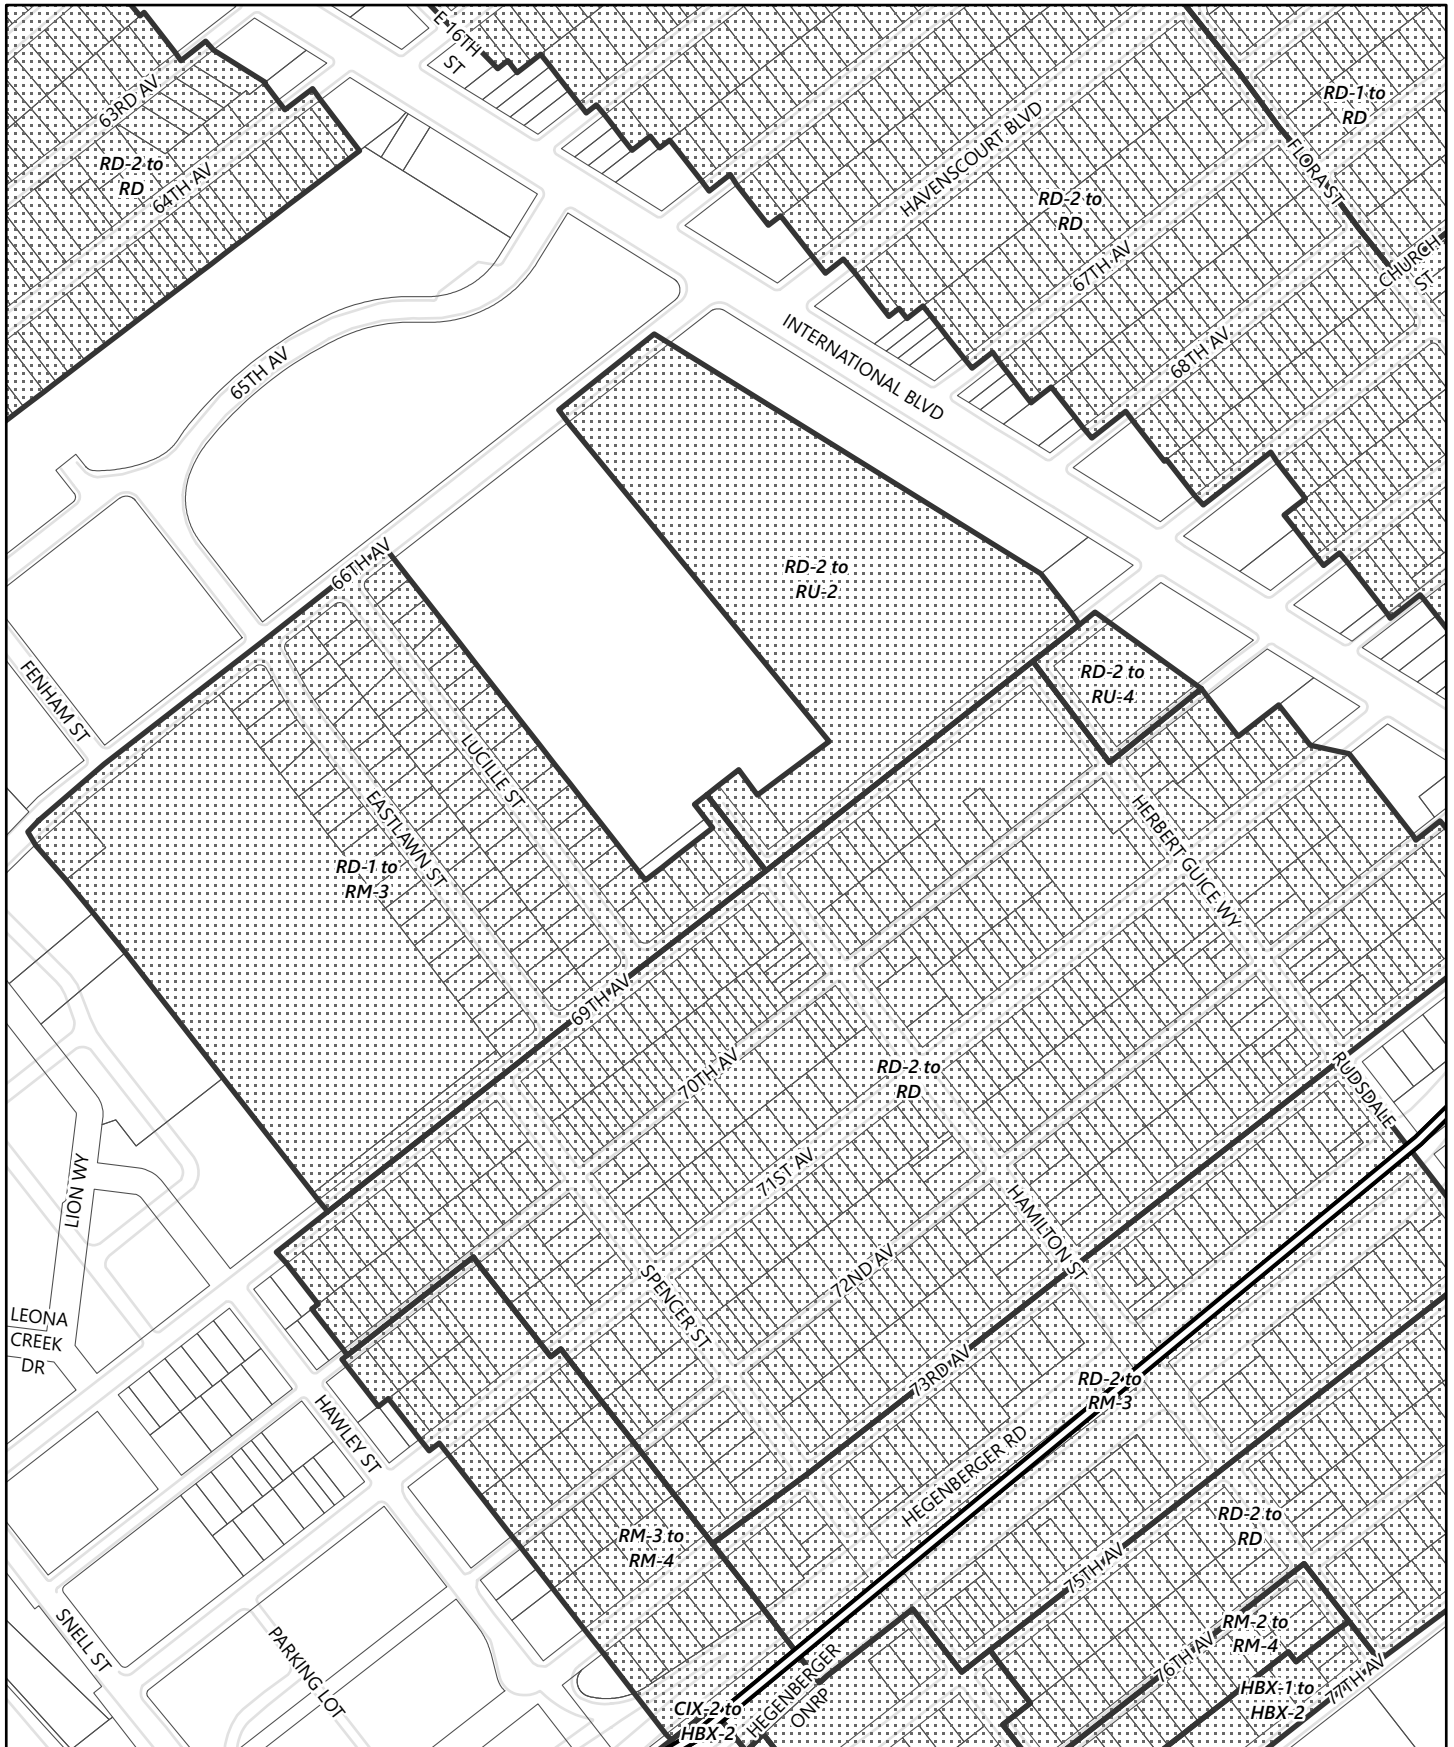 E 16TH
ST
63RD AV
RD-1 to
RD
RD-2 to
RD
64TH AV
HAVENSCOURT BLVD
FLORA ST
RD-2 to
RD
67TH AV
CHURCH
ST
INTERNATIONAL BLVD
68TH AV
65TH AV
66TH AV
RD-2 to
RU-2
FENHAM ST
RD-2 to
RU-4
LUCILLE ST
EASTLAWN ST
HERBERT GUICE WY
RD-1 to
RM-3
69TH AV
70TH AV
RD-2 to
RD
RUDSDALE
71ST AV
LION WY
HAMILTON ST
72ND AV
SPENCER ST
LEONA
CREEK
DR
73RD AV
RD-2 to
RM-3
HAWLEY ST
HEGENBERGER RD
RM-3 to
RM-4
RD-2 to
RD
75TH AV
SNELL ST
PARKING LOT
RM-2 to
RM-4
76TH AV
HEGENBERGER
ONRP
CIX-2 to
HBX-2
HBX-1 to
HBX-2
77TH AV